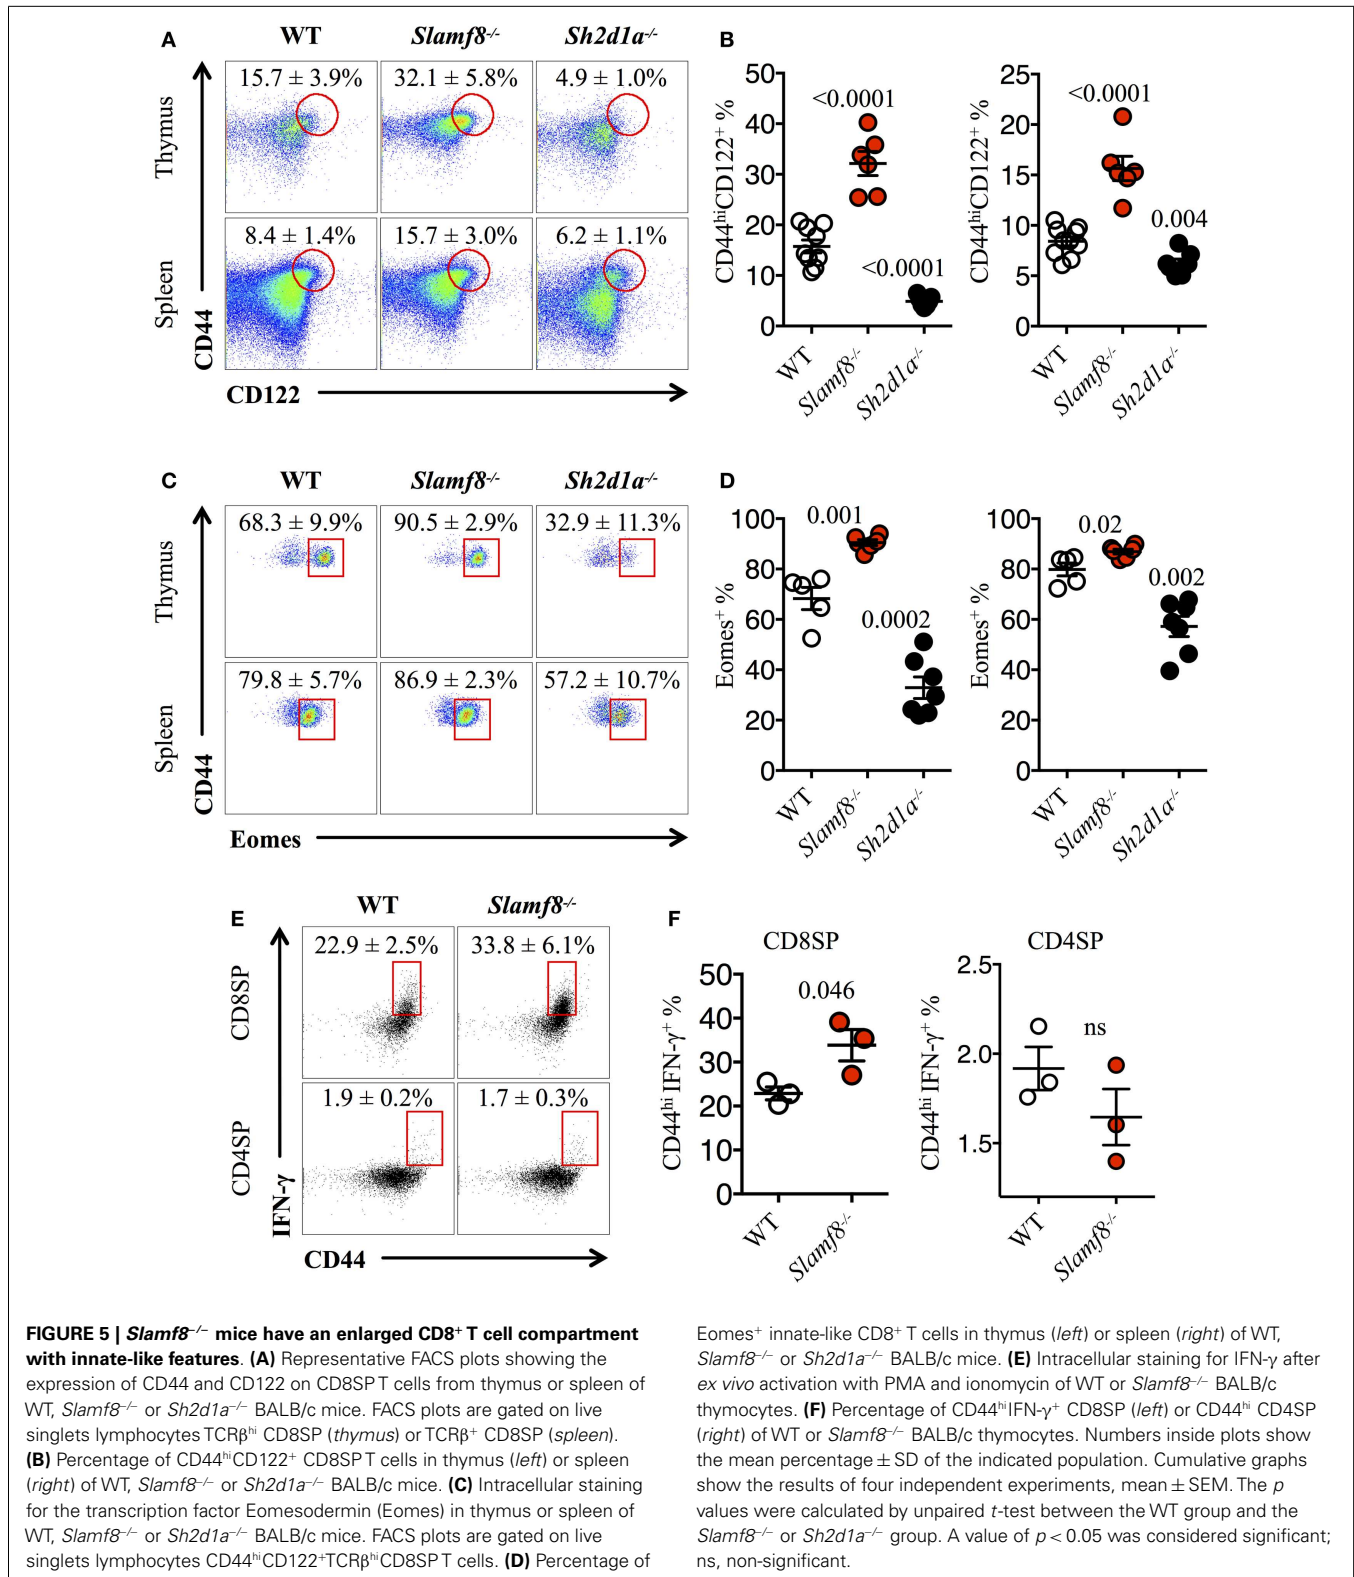 A
WT
Slamf8-/-
Sh2d1a-/-
Thymus
15.7 ± 3.9%
32.1 ± 5.8%
4.9 ± 1.0%
Spleen
8.4 ± 1.4%
15.7 ± 3.0%
6.2 ± 1.1%
CD44
CD122
B
CD44hiCD122+ %
50
40
30
20
10
0
<0.0001
<0.0001
WT
Slamf8-/-
Sh2d1a-/-
CD44hiCD122+ %
25
20
15
10
5
0
<0.0001
0.004
WT
Slamf8-/-
Sh2d1a-/-
C
WT
Slamf8-/-
Sh2d1a-/-
Thymus
68.3 ± 9.9%
90.5 ± 2.9%
32.9 ± 11.3%
Spleen
79.8 ± 5.7%
86.9 ± 2.3%
57.2 ± 10.7%
CD44
Eomes
D
Eomes+ %
100
80
60
40
20
0
0.001
0.0002
WT
Slamf8-/-
Sh2d1a-/-
Eomes+ %
100
80
60
40
20
0
0.02
0.002
WT
Slamf8-/-
Sh2d1a-/-
E
WT
Slamf8-/-
CD8SP
22.9 ± 2.5%
33.8 ± 6.1%
CD4SP
1.9 ± 0.2%
1.7 ± 0.3%
IFN-γ
CD44
F
CD8SP
CD44hi IFN-γ+ %
50
40
30
20
10
0
0.046
WT
Slamf8-/-
CD4SP
CD44hi IFN-γ+ %
2.5
2.0
1.5
ns
WT
Slamf8-/-
FIGURE 5 | Slamf8−/− mice have an enlarged CD8+ T cell compartment
with innate-like features. (A) Representative FACS plots showing the
expression of CD44 and CD122 on CD8SP T cells from thymus or spleen of
WT, Slamf8−/− or Sh2d1a−/− BALB/c mice. FACS plots are gated on live
singlets lymphocytes TCRβhi CD8SP (thymus) or TCRβ+ CD8SP (spleen).
(B) Percentage of CD44hiCD122+ CD8SP T cells in thymus (left) or spleen
(right) of WT, Slamf8−/− or Sh2d1a−/− BALB/c mice. (C) Intracellular staining
for the transcription factor Eomesodermin (Eomes) in thymus or spleen of
WT, Slamf8−/− or Sh2d1a−/− BALB/c mice. FACS plots are gated on live
singlets lymphocytes CD44hiCD122+TCRβhiCD8SP T cells. (D) Percentage of
Eomes+ innate-like CD8+ T cells in thymus (left) or spleen (right) of WT,
Slamf8−/− or Sh2d1a−/− BALB/c mice. (E) Intracellular staining for IFN-γ after
ex vivo activation with PMA and ionomycin of WT or Slamf8−/− BALB/c
thymocytes. (F) Percentage of CD44hiIFN-γ+ CD8SP (left) or CD44hi CD4SP
(right) of WT or Slamf8−/− BALB/c thymocytes. Numbers inside plots show
the mean percentage ± SD of the indicated population. Cumulative graphs
show the results of four independent experiments, mean ± SEM. The p
values were calculated by unpaired t-test between the WT group and the
Slamf8−/− or Sh2d1a−/− group. A value of p < 0.05 was considered significant;
ns, non-significant.